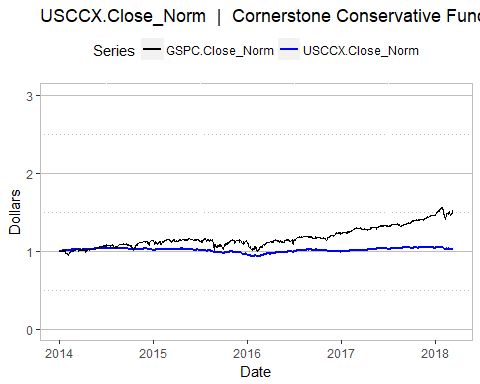 USCCX.Close_Norm | Cornerstone Conservative Fund
Series GSPC.Close_Norm USCCX.Close_Norm
3
2
1
0
Dollars
2014 2015 2016 2017 2018
Date